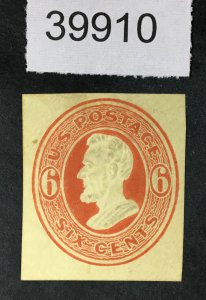 39910
U.S. POSTAGE
6 6
SIX CENTS